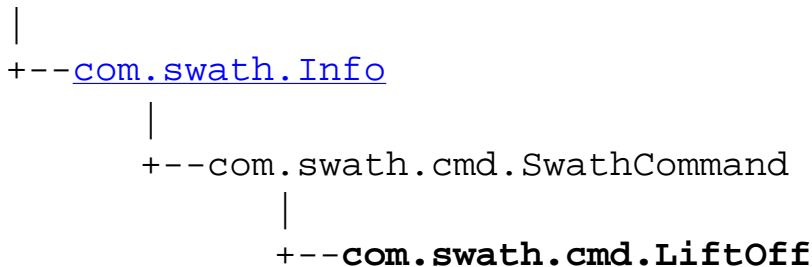 |
+--com.swath.Info
|
+--com.swath.cmd.SwathCommand
|
+--com.swath.cmd.LiftOff